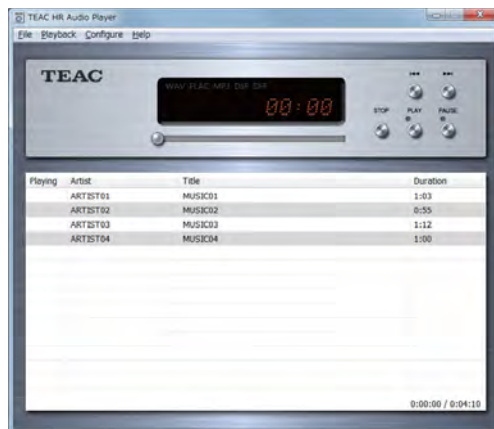 TEAC HR Audio Player
File Playback Configure Help
TEAC
WAV FLAC MP3 DSF DFF
00:00
STOP PLAY PAUSE
Playing Artist Title Duration
ARTIST01 MUSIC01 1:03
ARTIST02 MUSIC02 0:55
ARTIST03 MUSIC03 1:12
ARTIST04 MUSIC04 1:00
0:00:00 / 0:04:10